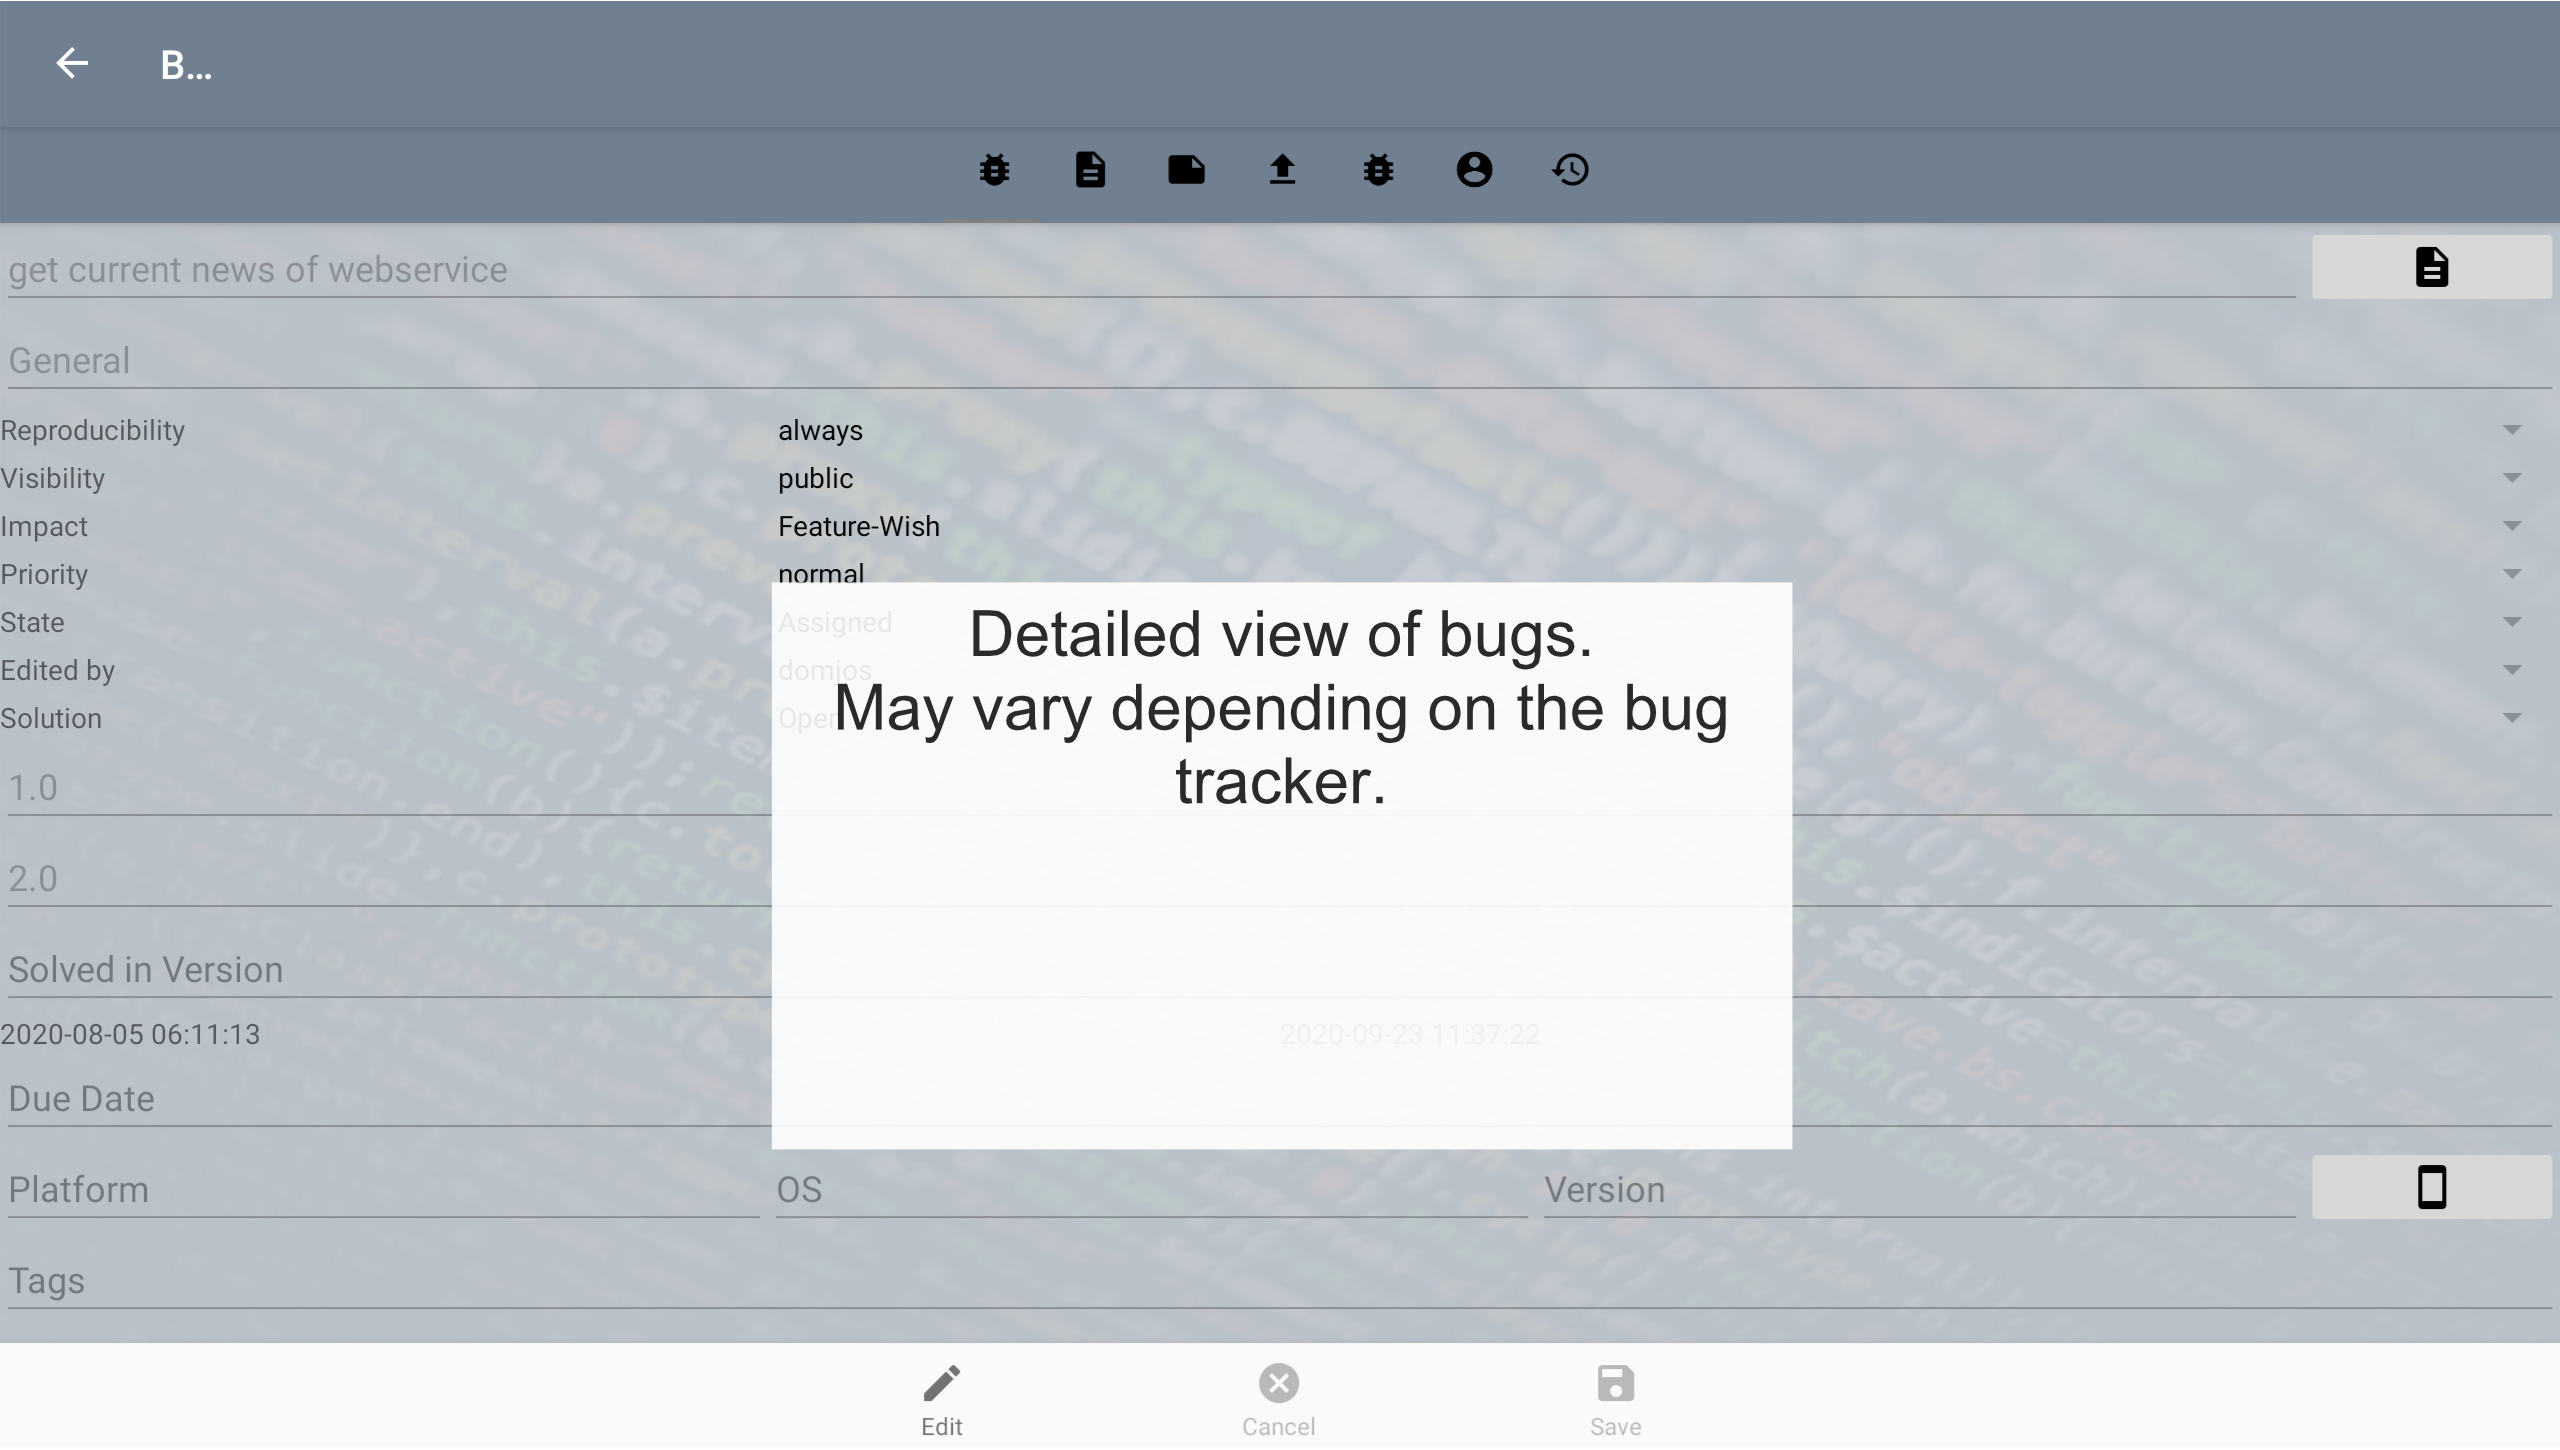 B...
get current news of webservice
General
Reproducibility always
Visibility public
Impact Feature-Wish
Priority normal
State Assigned
Edited by domjos
Solution
Detailed view of bugs.
May vary depending on the bug
tracker.
1.0
2.0
Solved in Version
2020-08-05 06:11:13 2020-09-23 11:37:22
Due Date
Platform OS Version
Tags
Edit Cancel Save